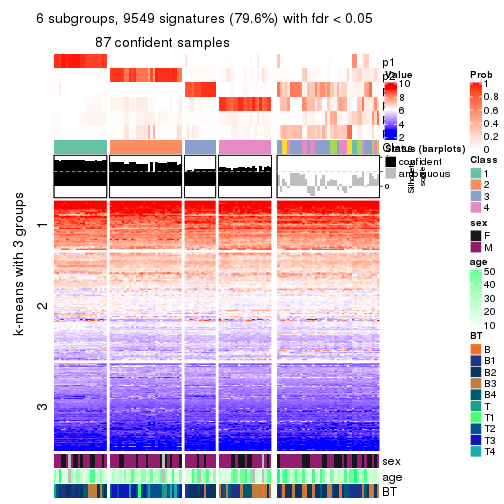 6 subgroups, 9549 signatures (79.6%) with fdr < 0.05
87 confident samples
p1
p2
Value
10
8
6
4
2
Prob
1
0.8
0.6
0.4
0.2
0
Status (barplots)
confident
ambiguous
Class
1
2
3
4
sex
F
M
age
50
40
30
20
10
BT
B
B1
B2
B3
B4
T
T1
T2
T3
T4
k-means with 3 groups
1
2
3
sex
age
BT